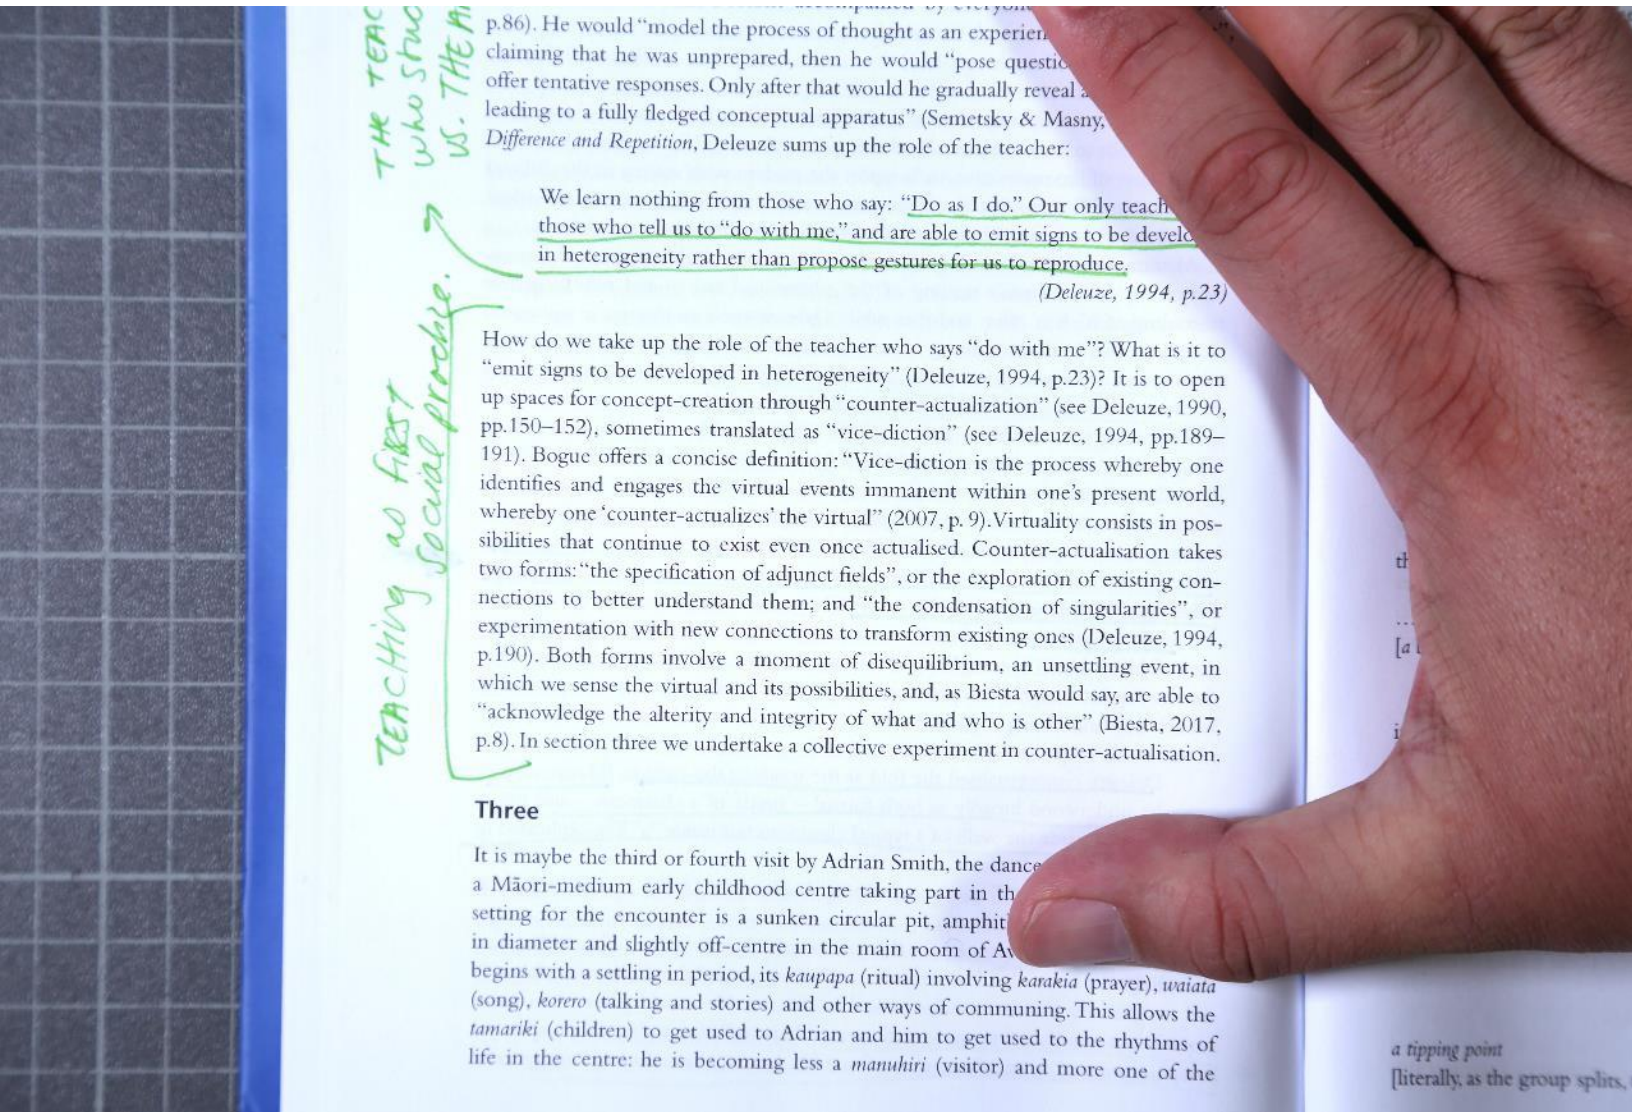 THE TEAC
who stud
vs. THE A
TEACHING as FIRST
social practice.
p.86). He would “model the process of thought as an experien
claiming that he was unprepared, then he would “pose questio
offer tentative responses. Only after that would he gradually reveal a
leading to a fully fledged conceptual apparatus” (Semetsky & Masny,
Difference and Repetition, Deleuze sums up the role of the teacher:
We learn nothing from those who say: “Do as I do.” Our only teach
those who tell us to “do with me,” and are able to emit signs to be develo
in heterogeneity rather than propose gestures for us to reproduce.
(Deleuze, 1994, p.23)
How do we take up the role of the teacher who says “do with me”? What is it to
“emit signs to be developed in heterogeneity” (Deleuze, 1994, p.23)? It is to open
up spaces for concept-creation through “counter-actualization” (see Deleuze, 1990,
pp.150–152), sometimes translated as “vice-diction” (see Deleuze, 1994, pp.189–
191). Bogue offers a concise definition: “Vice-diction is the process whereby one
identifies and engages the virtual events immanent within one’s present world,
whereby one ‘counter-actualizes’ the virtual” (2007, p. 9). Virtuality consists in pos-
sibilities that continue to exist even once actualised. Counter-actualisation takes
two forms: “the specification of adjunct fields”, or the exploration of existing con-
nections to better understand them; and “the condensation of singularities”, or
experimentation with new connections to transform existing ones (Deleuze, 1994,
p.190). Both forms involve a moment of disequilibrium, an unsettling event, in
which we sense the virtual and its possibilities, and, as Biesta would say, are able to
“acknowledge the alterity and integrity of what and who is other” (Biesta, 2017,
p.8). In section three we undertake a collective experiment in counter-actualisation.
Three
It is maybe the third or fourth visit by Adrian Smith, the dance
a Māori-medium early childhood centre taking part in th
setting for the encounter is a sunken circular pit, amphit
in diameter and slightly off-centre in the main room of Aw
begins with a settling in period, its kaupapa (ritual) involving karakia (prayer), waiata
(song), korero (talking and stories) and other ways of communing. This allows the
tamariki (children) to get used to Adrian and him to get used to the rhythms of
life in the centre: he is becoming less a manuhiri (visitor) and more one of the
th
...
[a
i
a tipping point
[literally, as the group splits,